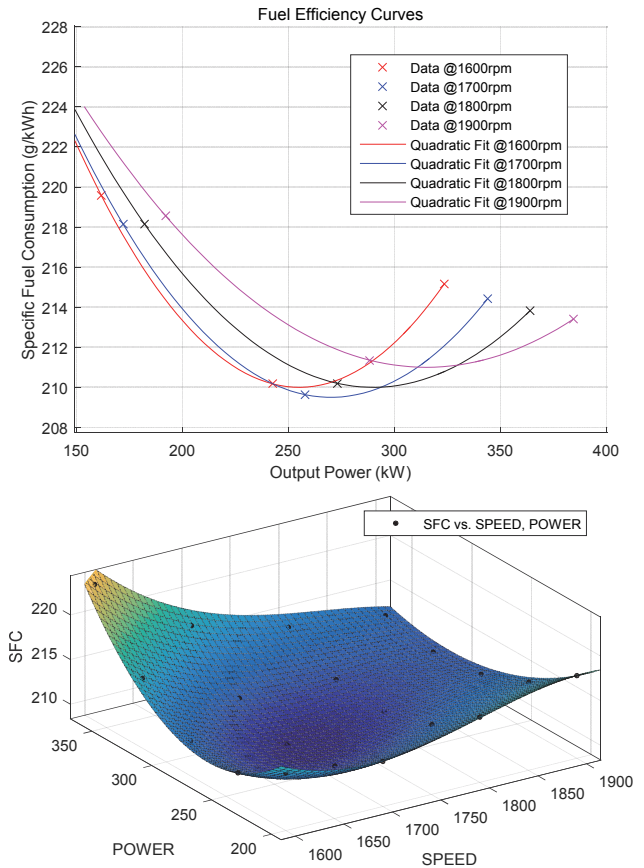 Fuel Efficiency Curves
228
226
224
222
220
218
216
214
212
210
208
Specific Fuel Consumption (g/kWh)
Data @1600rpm
Data @1700rpm
Data @1800rpm
Data @1900rpm
Quadratic Fit @1600rpm
Quadratic Fit @1700rpm
Quadratic Fit @1800rpm
Quadratic Fit @1900rpm
150 200 250 300 350 400
Output Power (kW)
SFC vs. SPEED, POWER
220
215
210
SFC
350
300
250
200
POWER
1600
1650
1700
1750
1800
1850
1900
SPEED